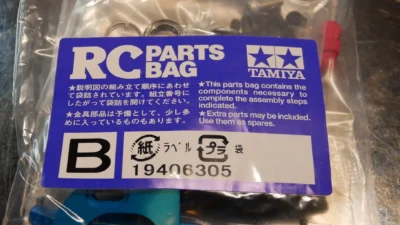 RC PARTS BAG
TAMIYA
★説明図の組み立て順序にあわせ
て袋詰されています。組立番号に
したがって袋詰を開けてください。
★金具部品は予備として、少し多
めに入っているものもあります。
★This parts bag contains the
components necessary to
complete the assembly steps
indicated.
★Extra parts may be included.
Use them as spares.
B
紙 ラベル プラ 袋
19406305